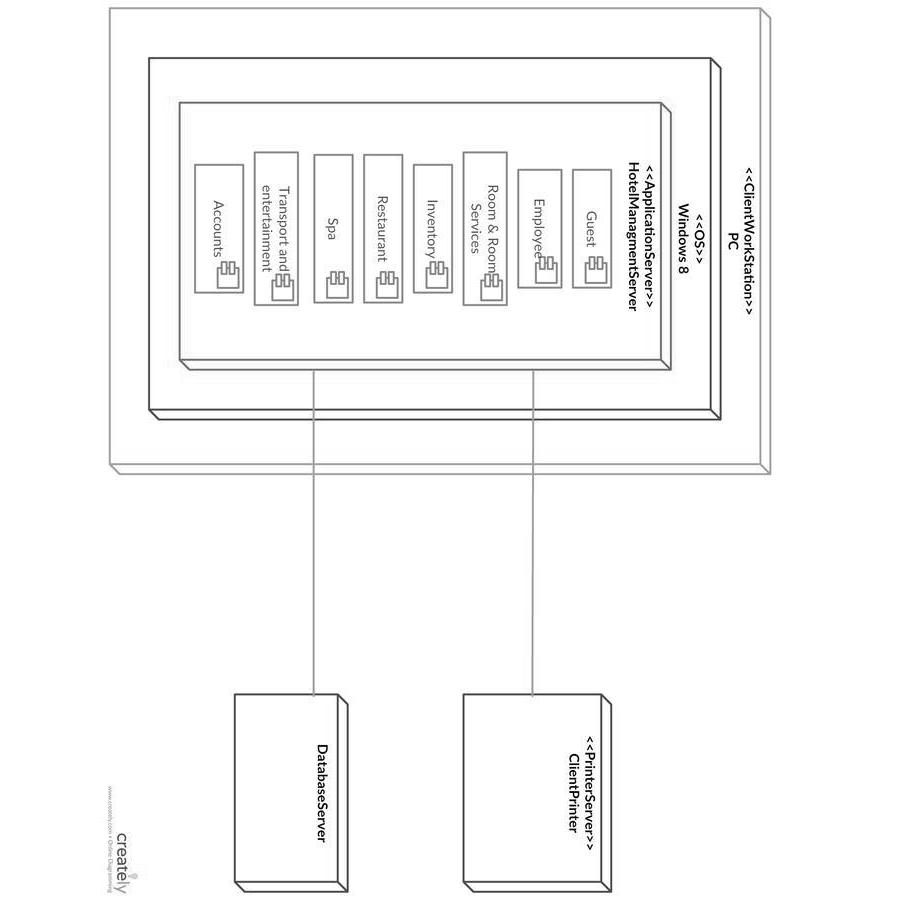 <<ClientWorkStation>>
PC
<<OS>>
Windows 8
<<ApplicationServer>>
HotelManagmentServer
Guest
Employee
Room & Room
Services
Inventory
Restaurant
Spa
Transport and
entertainment
Accounts
<<PrinterServer>>
ClientPrinter
DatabaseServer
creately
www.creately.com • Online Diagramming